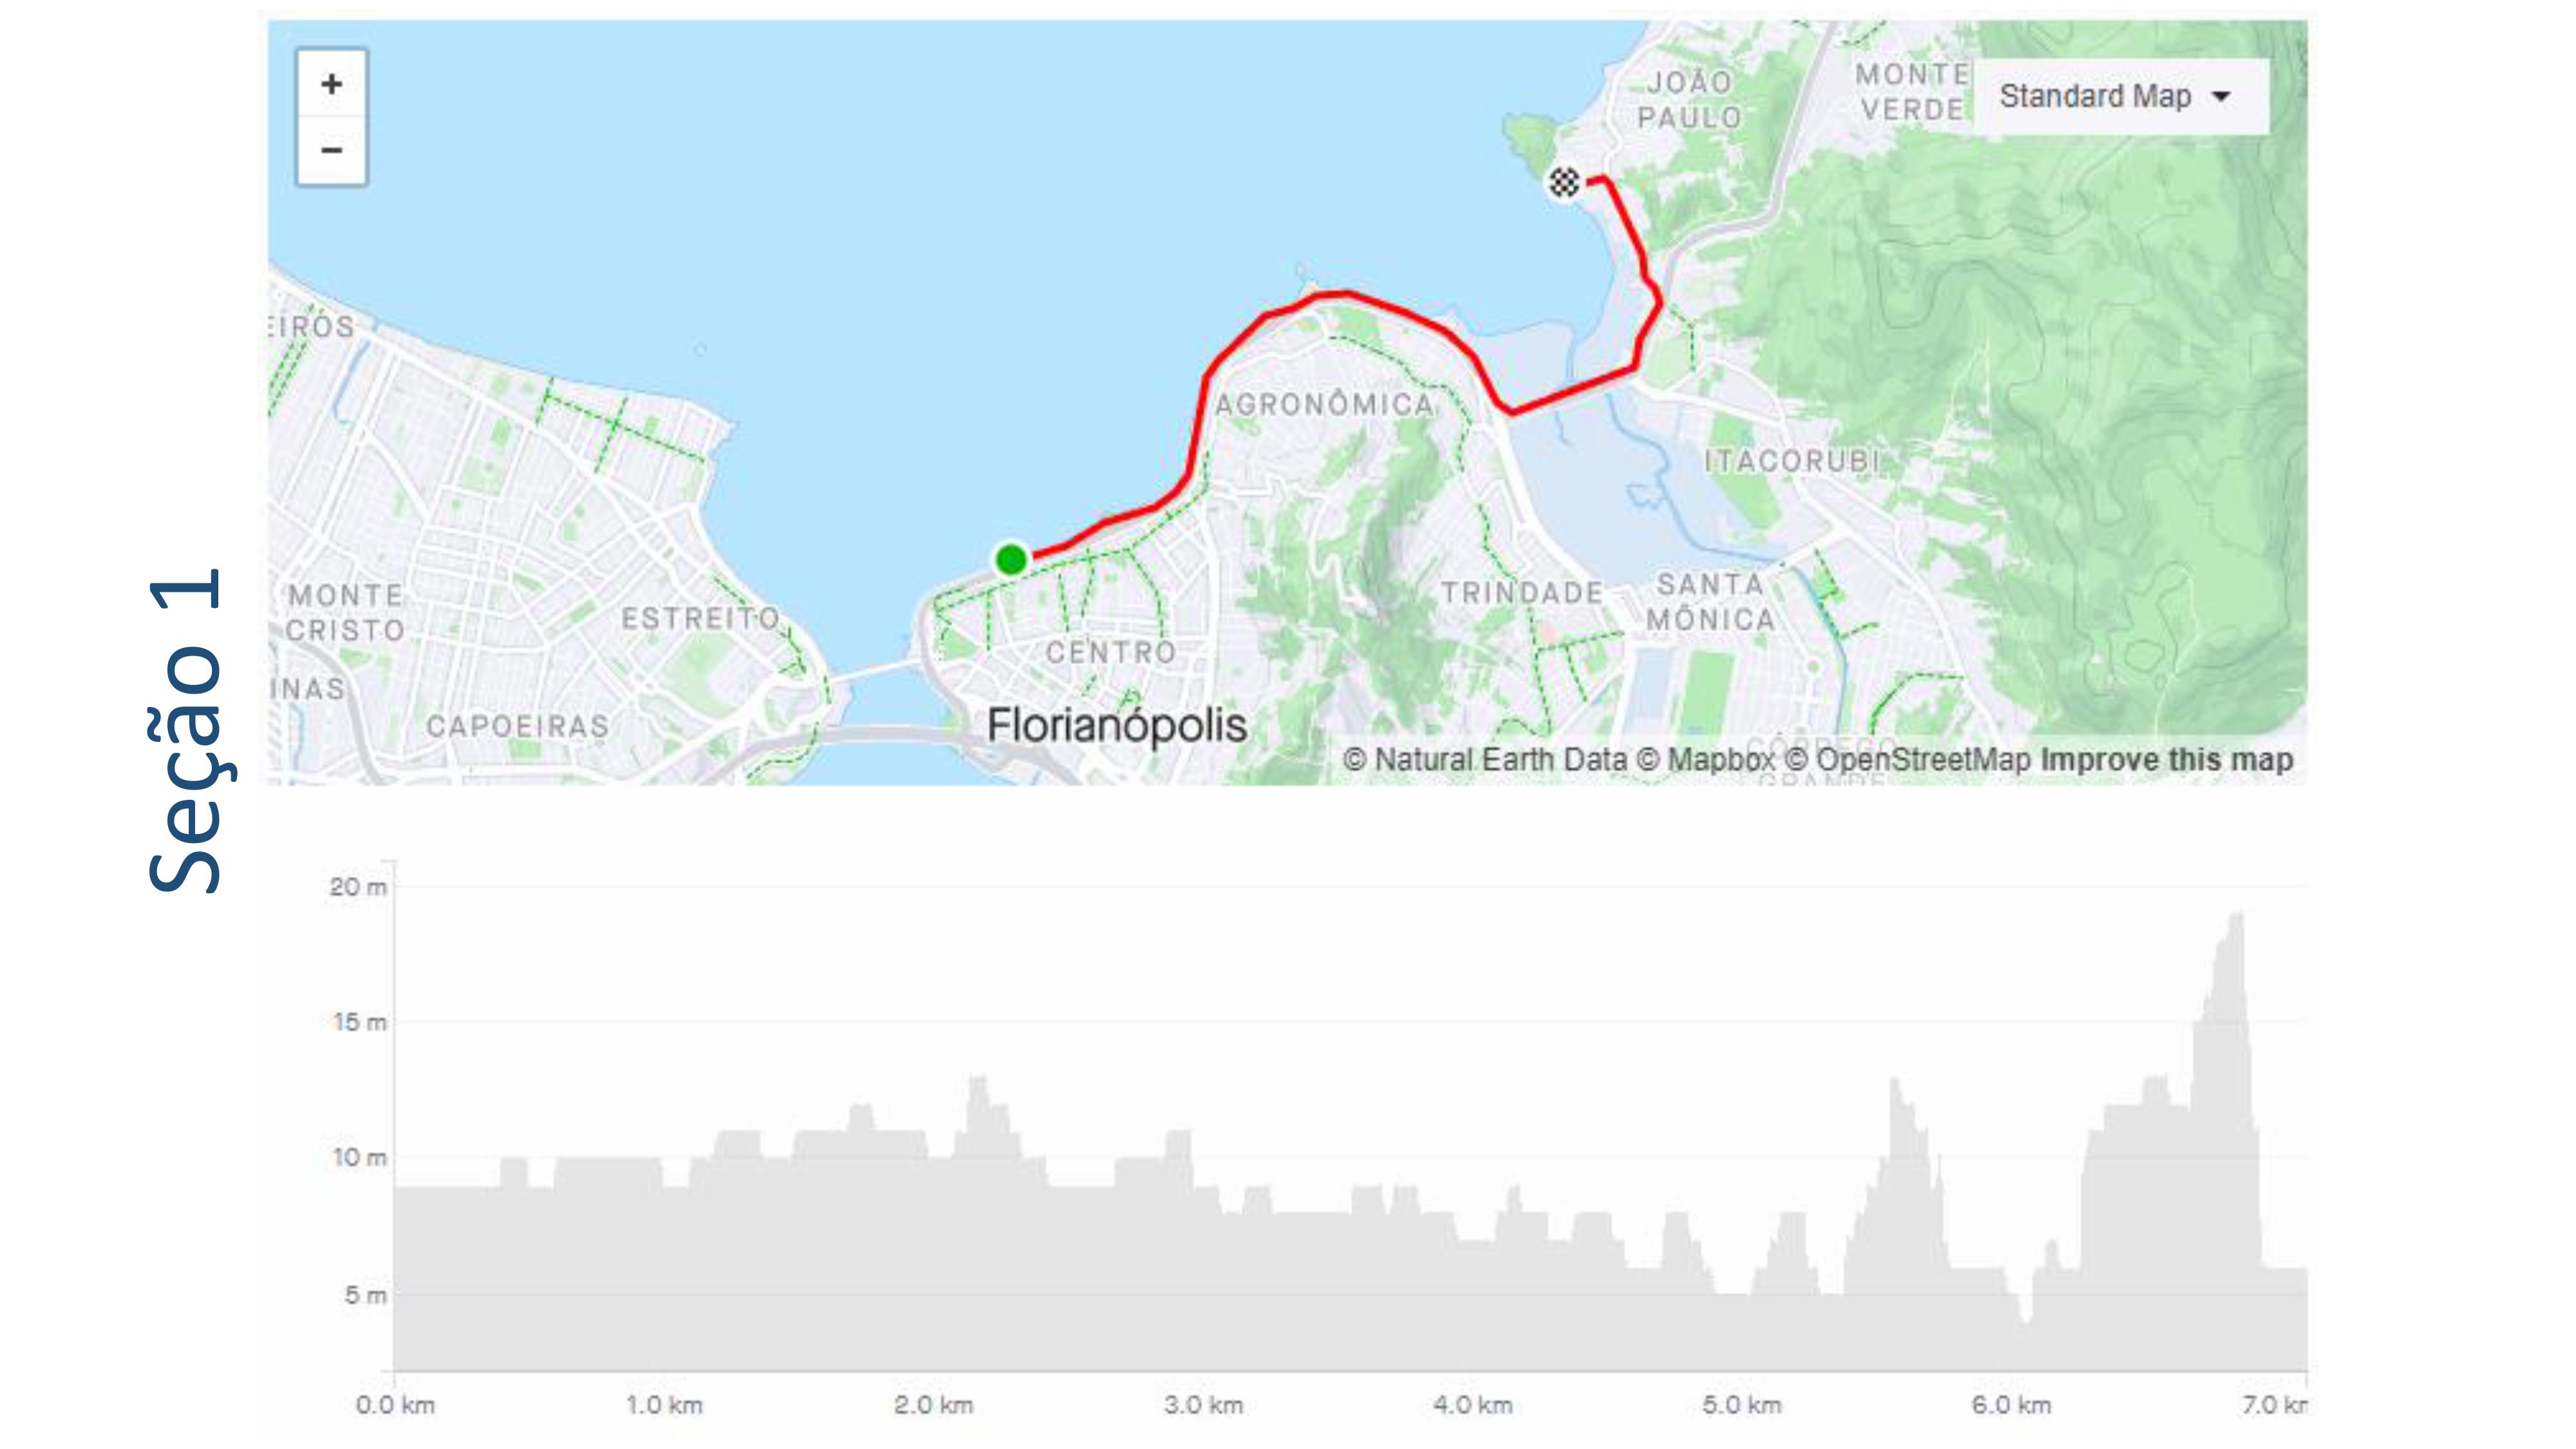 Seção 1
+
−
JOÃO
PAULO
MONTE
VERDE
Standard Map
EIROS
AGRONÔMICA
ITACORUBI
MONTE
CRISTO
ESTREITO
TRINDADE
SANTA
MÔNICA
CENTRO
INAS
CAPOEIRAS
Florianópolis
© Natural Earth Data © Mapbox © OpenStreetMap Improve this map
20 m
15 m
10 m
5 m
0.0 km 1.0 km 2.0 km 3.0 km 4.0 km 5.0 km 6.0 km 7.0 kr